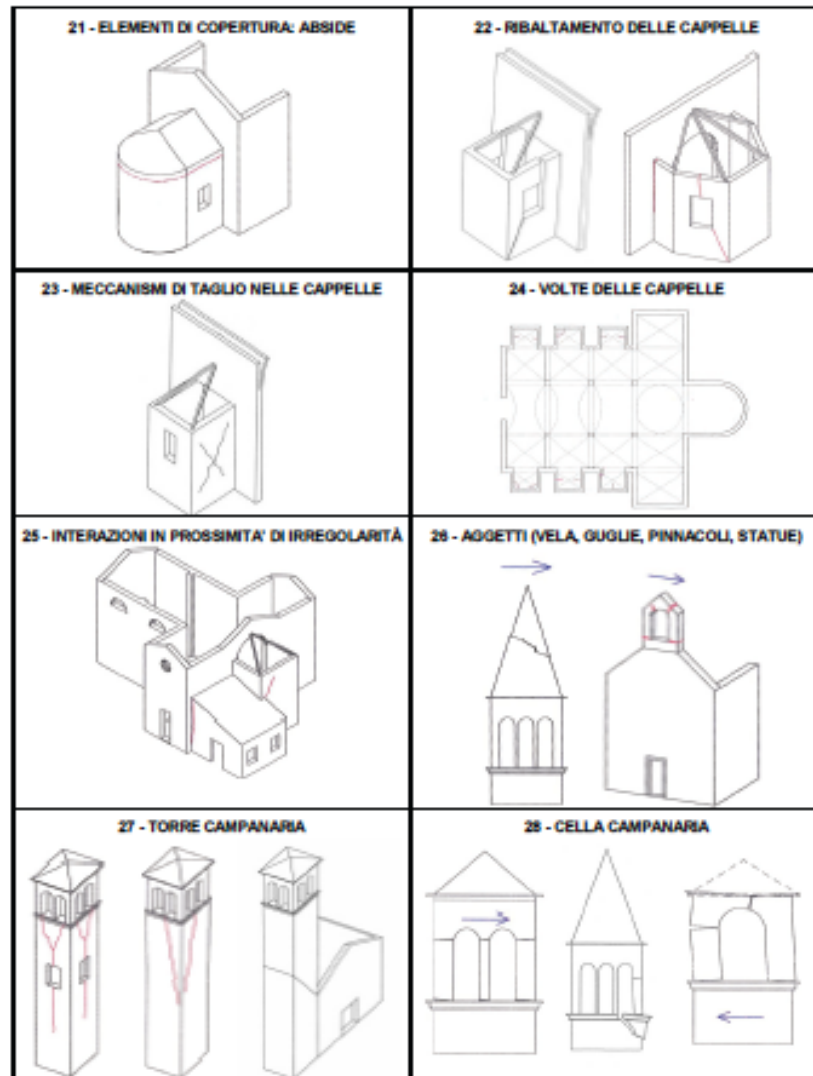 21 - ELEMENTI DI COPERTURA: ABSIDE
22 - RIBALTAMENTO DELLE CAPPELLE
23 - MECCANISMI DI TAGLIO NELLE CAPPELLE
24 - VOLTE DELLE CAPPELLE
25 - INTERAZIONI IN PROSSIMITA' DI IRREGOLARITÀ
26 - AGGETTI (VELA, GUGLIE, PINNACOLI, STATUE)
27 - TORRE CAMPANARIA
28 - CELLA CAMPANARIA